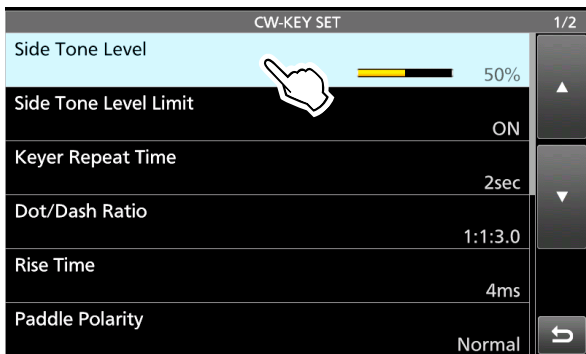 CW-KEY SET
1/2
Side Tone Level
50%
Side Tone Level Limit
ON
Keyer Repeat Time
2sec
Dot/Dash Ratio
1:1:3.0
Rise Time
4ms
Paddle Polarity
Normal